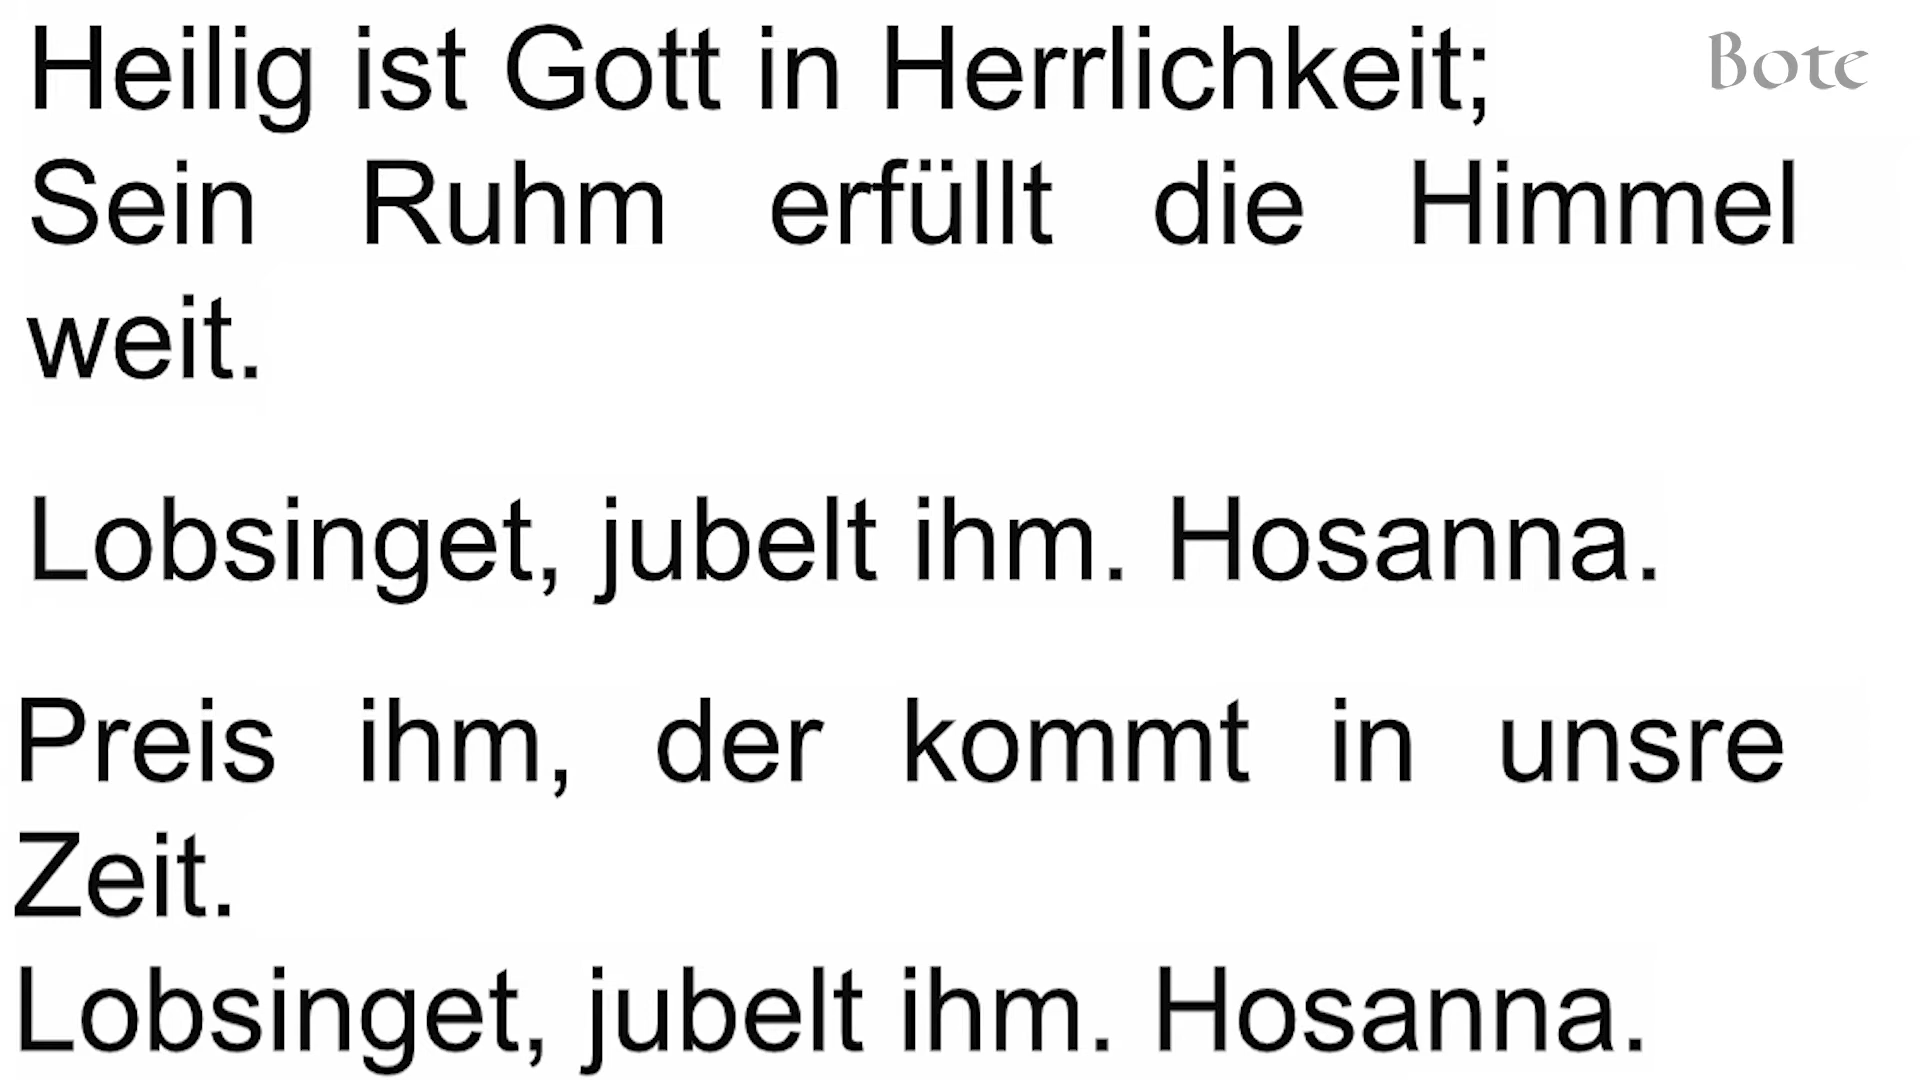 Heilig ist Gott in Herrlichkeit;
Bote
Sein Ruhm erfüllt die Himmel
weit.
Lobsinget, jubelt ihm. Hosanna.
Preis ihm, der kommt in unsre
Zeit.
Lobsinget, jubelt ihm. Hosanna.